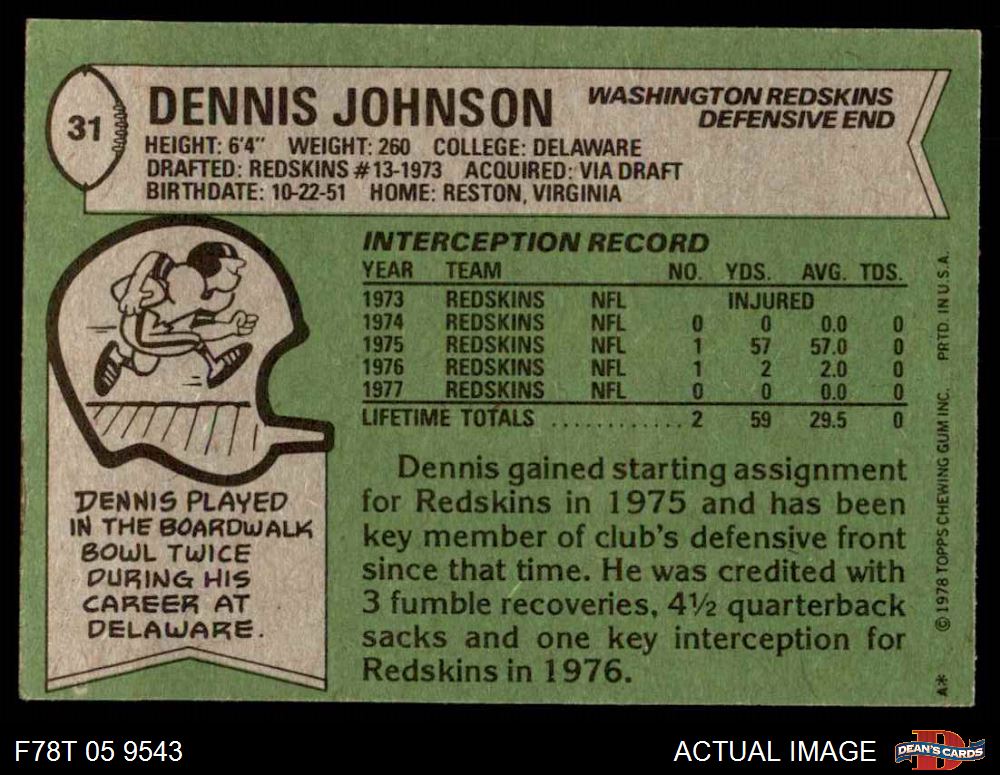 31
DENNIS JOHNSON
WASHINGTON REDSKINS
DEFENSIVE END
HEIGHT: 6'4" WEIGHT: 260 COLLEGE: DELAWARE
DRAFTED: REDSKINS #13-1973 ACQUIRED: VIA DRAFT
BIRTHDATE: 10-22-51 HOME: RESTON, VIRGINIA
INTERCEPTION RECORD
YEAR TEAM NO. YDS. AVG. TDS.
1973 REDSKINS NFL INJURED
1974 REDSKINS NFL 0 0 0.0 0
1975 REDSKINS NFL 1 57 57.0 0
1976 REDSKINS NFL 1 2 2.0 0
1977 REDSKINS NFL 0 0 0.0 0
LIFETIME TOTALS ............ 2 59 29.5 0
Dennis gained starting assignment
for Redskins in 1975 and has been
key member of club's defensive front
since that time. He was credited with
3 fumble recoveries, 4½ quarterback
sacks and one key interception for
Redskins in 1976.
DENNIS PLAYED
IN THE BOARDWALK
BOWL TWICE
DURING HIS
CAREER AT
DELAWARE.
A* © 1978 TOPPS CHEWING GUM INC. PRTD. IN U.S.A.
F78T 05 9543
ACTUAL IMAGE
D
DEAN'S CARDS